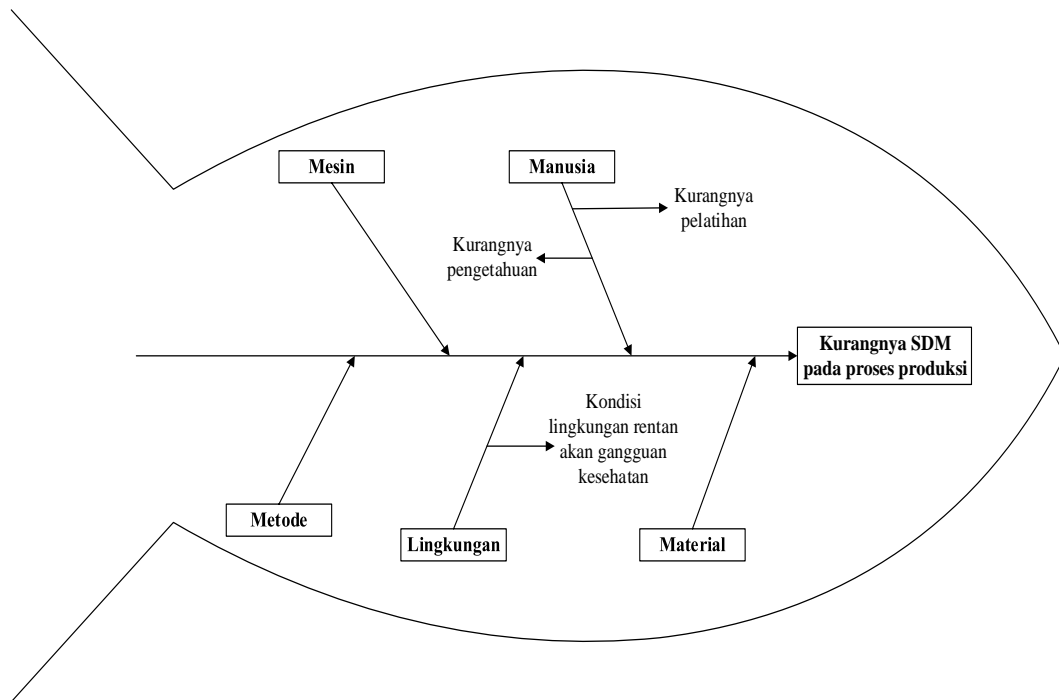 Mesin
Manusia
Kurangnya
pelatihan
Kurangnya
pengetahuan
Kurangnya SDM
pada proses produksi
Kondisi
lingkungan rentan
akan gangguan
kesehatan
Metode
Lingkungan
Material